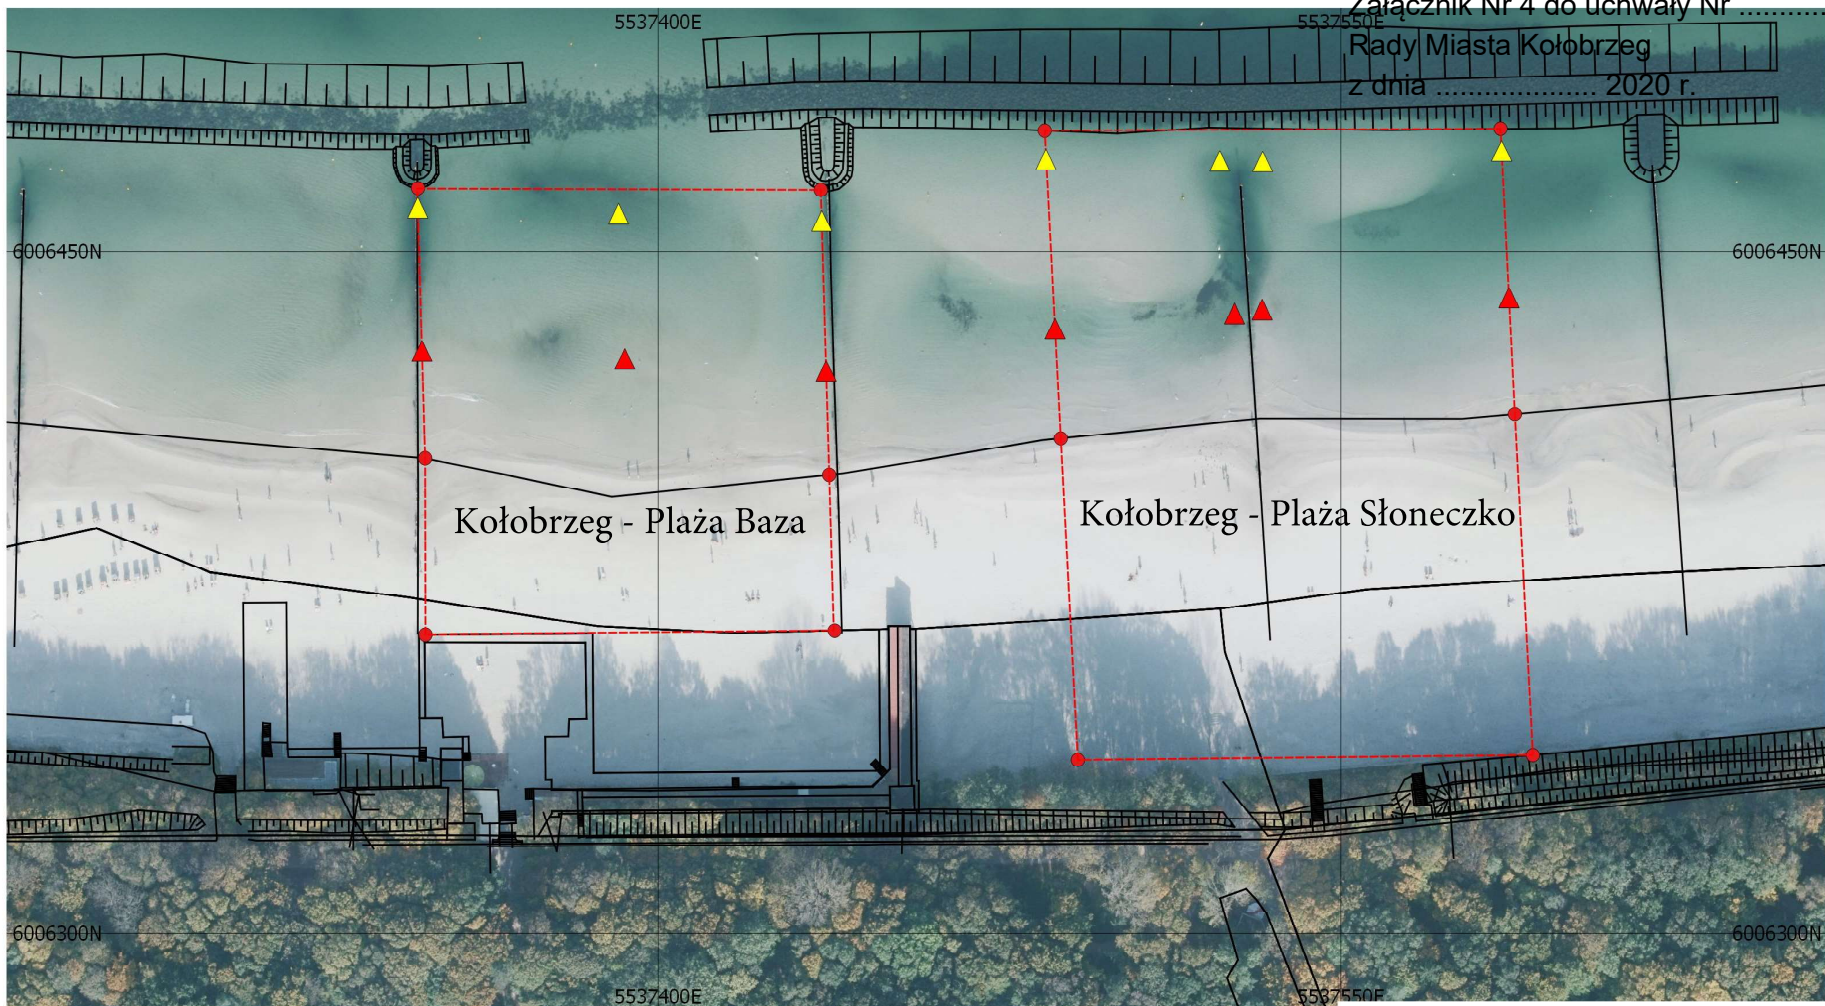 Załącznik Nr 4 do uchwały Nr ...........
5537400E 5537550E
Rady Miasta Kołobrzeg
z dnia .................... 2020 r.
6006450N 6006450N
Kołobrzeg - Plaża Baza Kołobrzeg - Plaża Słoneczko
6006300N 6006300N
5537400E 5537550E